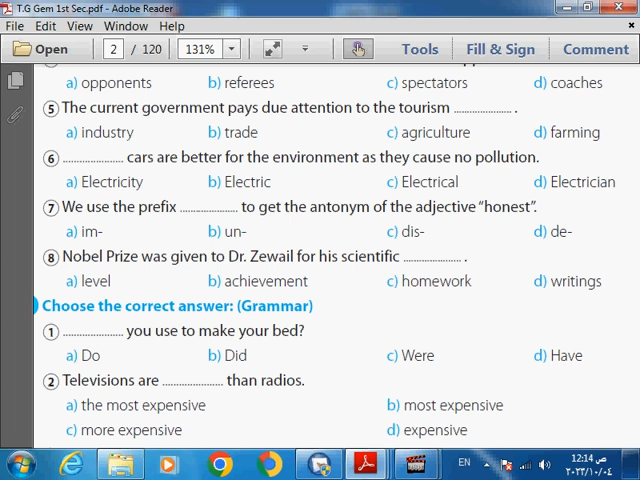 T.G Gem 1st Sec.pdf - Adobe Reader
File Edit View Window Help
Open 2 / 120 131% Tools Fill & Sign Comment
a) opponents b) referees c) spectators d) coaches
5 The current government pays due attention to the tourism ..................... .
a) industry b) trade c) agriculture d) farming
6 ...................... cars are better for the environment as they cause no pollution.
a) Electricity b) Electric c) Electrical d) Electrician
7 We use the prefix ..................... to get the antonym of the adjective “honest”.
a) im- b) un- c) dis- d) de-
8 Nobel Prize was given to Dr. Zewail for his scientific ..................... .
a) level b) achievement c) homework d) writings
Choose the correct answer: (Grammar)
1 ...................... you use to make your bed?
a) Do b) Did c) Were d) Have
2 Televisions are ...................... than radios.
a) the most expensive b) most expensive
c) more expensive d) expensive
EN 12:14 ص
٢٠٢٣/١٠/٠٤